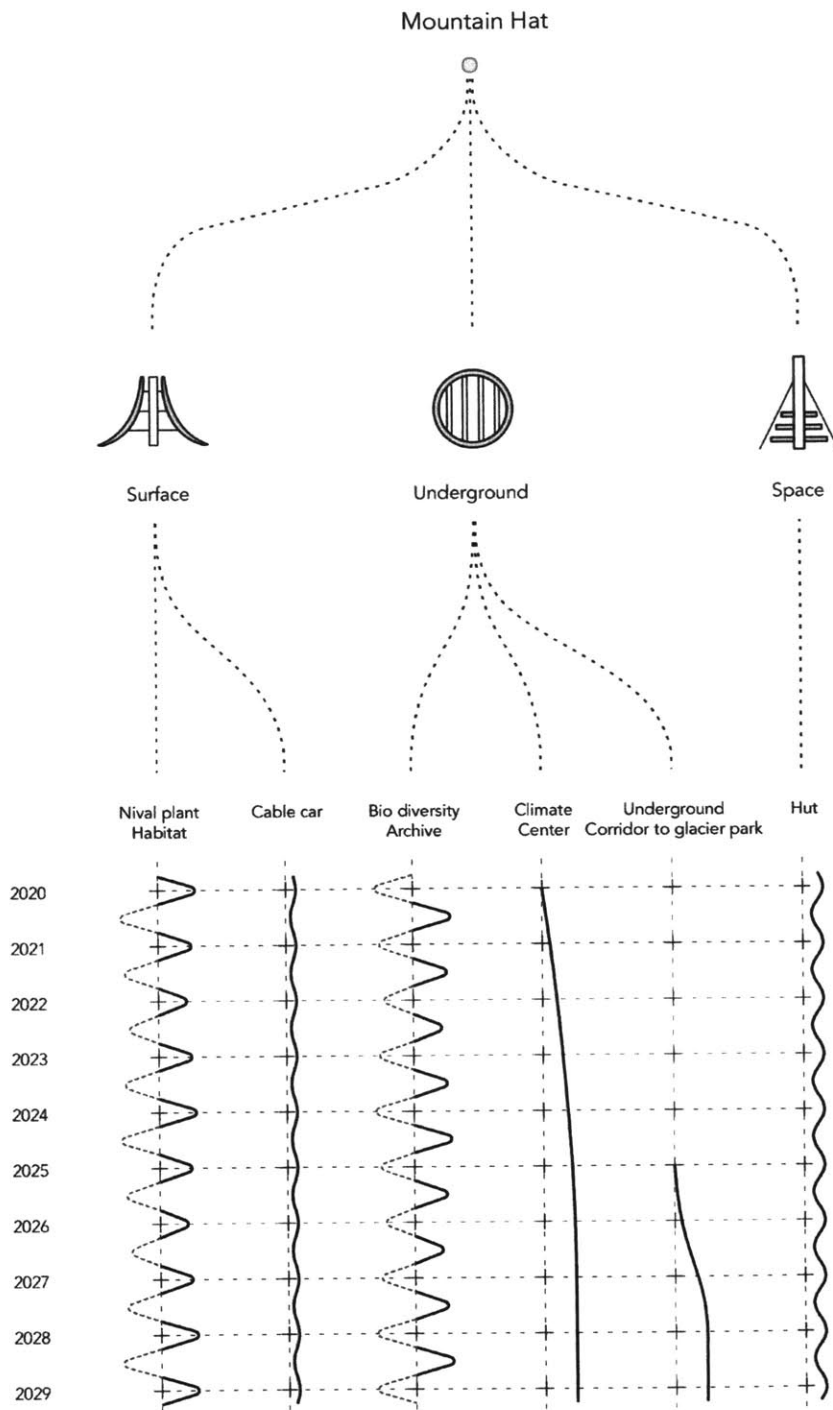 Mountain Hat
Surface
Underground
Space
Nival plant
Habitat
Cable car
Bio diversity
Archive
Climate
Center
Underground
Corridor to glacier park
Hut
2020
2021
2022
2023
2024
2025
2026
2027
2028
2029